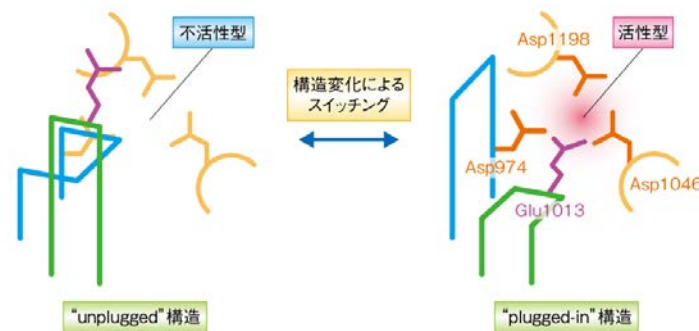 不活性型
構造変化による
スイッチング
Asp1198
活性型
Asp974
Asp1046
Glu1013
“unplugged”構造
“plugged-in”構造